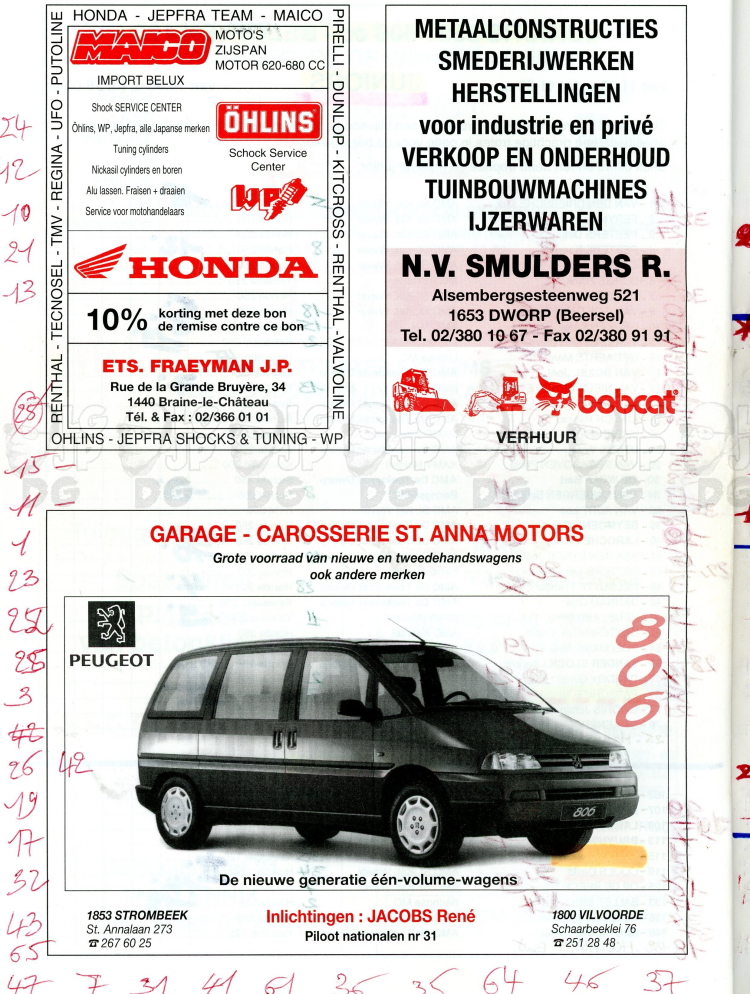 HONDA - JEPFRA TEAM - MAICO
RENTHAL - TECNOSEL - TMV - REGINA - UFO - PUTOLINE
PIRELLI - DUNLOP - KITCROSS - RENTHAL -VALVOLINE
MAICO
MOTO'S
ZIJSPAN
MOTOR 620-680 CC
IMPORT BELUX
Shock SERVICE CENTER
Öhlins, WP, Jepfra, alle Japanse merken
Tuning cylinders
Nickasil cylinders en boren
Alu lassen. Fraisen + draaien
Service voor motohandelaars
ÖHLINS
Schock Service
Center
WP
HONDA
10% korting met deze bon
de remise contre ce bon
ETS. FRAEYMAN J.P.
Rue de la Grande Bruyère, 34
1440 Braine-le-Château
Tél. & Fax : 02/366 01 01
OHLINS - JEPFRA SHOCKS & TUNING - WP
METAALCONSTRUCTIES
SMEDERIJWERKEN
HERSTELLINGEN
voor industrie en privé
VERKOOP EN ONDERHOUD
TUINBOUWMACHINES
IJZERWAREN
N.V. SMULDERS R.
Alsembergsesteenweg 521
1653 DWORP (Beersel)
Tel. 02/380 10 67 - Fax 02/380 91 91
bobcat
VERHUUR
GARAGE - CAROSSERIE ST. ANNA MOTORS
Grote voorraad van nieuwe en tweedehandswagens
ook andere merken
PEUGEOT
806
806
De nieuwe generatie één-volume-wagens
1853 STROMBEEK
St. Annalaan 273
☎ 267 60 25
Inlichtingen : JACOBS René
Piloot nationalen nr 31
1800 VILVOORDE
Schaarbeeklei 76
☎ 251 28 48
24
12
10
21
13
28
15 -
11 -
1
23
25
3
42
26 42
19
17
32
43
65
47 7 31 41 61 36 35 64 46 37
LG JP DG